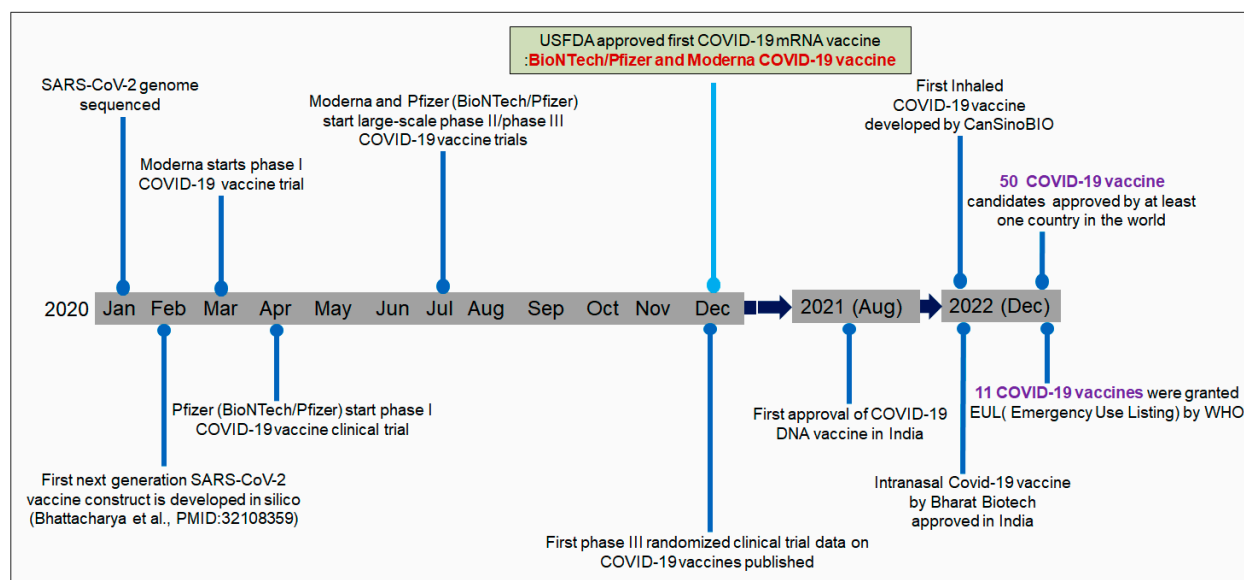 USFDA approved first COVID-19 mRNA vaccine
:BioNTech/Pfizer and Moderna COVID-19 vaccine
SARS-CoV-2 genome
sequenced
Moderna and Pfizer (BioNTech/Pfizer)
start large-scale phase II/phase III
COVID-19 vaccine trials
First Inhaled
COVID-19 vaccine
developed by CanSinoBIO
Moderna starts phase I
COVID-19 vaccine trial
50 COVID-19 vaccine
candidates approved by at least
one country in the world
2020 Jan Feb Mar Apr May Jun Jul Aug Sep Oct Nov Dec 2021 (Aug) 2022 (Dec)
Pfizer (BioNTech/Pfizer) start phase I
COVID-19 vaccine clinical trial
First approval of COVID-19
DNA vaccine in India
11 COVID-19 vaccines were granted
EUL( Emergency Use Listing) by WHO
First next generation SARS-CoV-2
vaccine construct is developed in silico
(Bhattacharya et al., PMID:32108359)
Intranasal Covid-19 vaccine
by Bharat Biotech
approved in India
First phase III randomized clinical trial data on
COVID-19 vaccines published